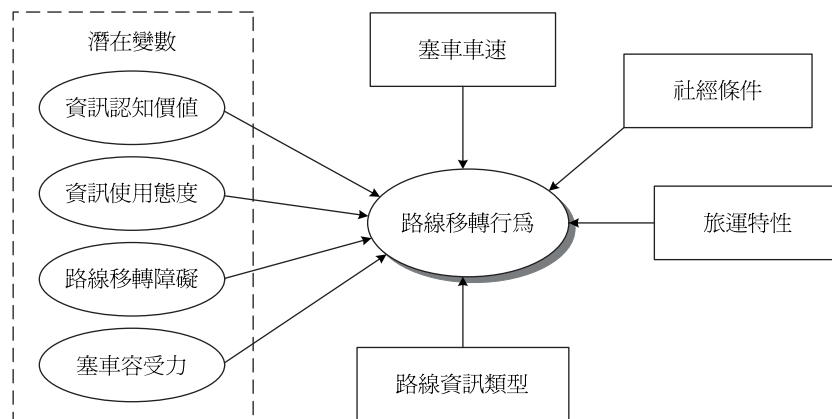 潛在變數
資訊認知價值
資訊使用態度
路線移轉障礙
塞車容受力
塞車車速
社經條件
路線移轉行為
旅運特性
路線資訊類型